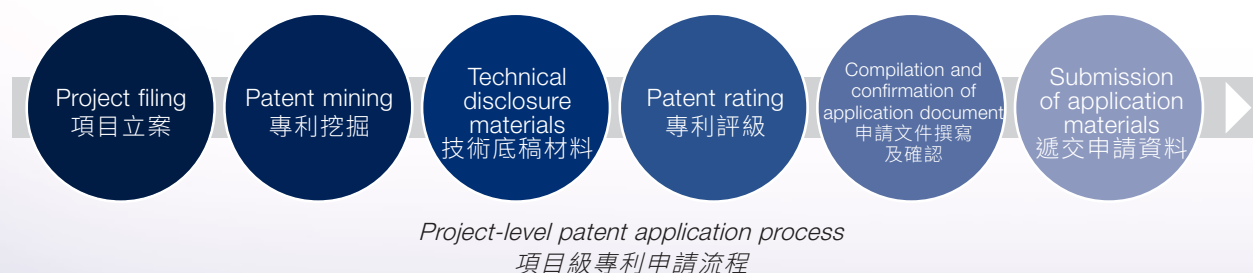 Project filing
項目立案
Patent mining
專利挖掘
Technical
disclosure
materials
技術底稿材料
Patent rating
專利評級
Compilation and
confirmation of
application document
申請文件撰寫
及確認
Submission
of application
materials
遞交申請資料
Project-level patent application process
項目級專利申請流程